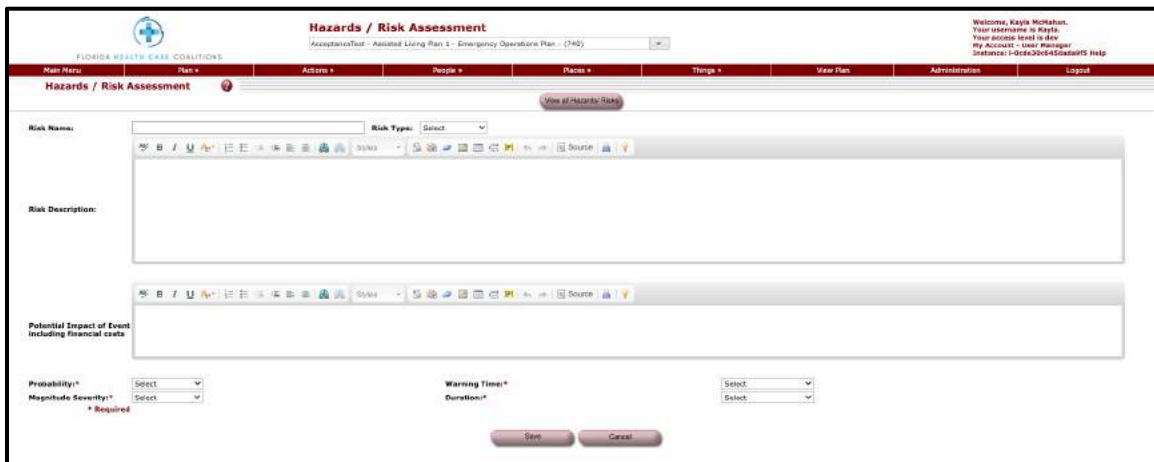 FLORIDA HEALTH CARE COALITIONS
Hazards / Risk Assessment
AcceptanceTest - Assisted Living Plan 1 - Emergency Operations Plan - (740)
Welcome, Kayla McMahan.
Your username is Kayla.
Your access level is dev
My Account - User Manager
Help
Main Menu Plan » Actions » People » Places » Things » View Plan Administration Logout
Hazards / Risk Assessment ?
View all Hazards/ Risks
Risk Name: Risk Type: Select
B I U Styles Source
Risk Description:
B I U Styles Source
Potential Impact of Event
including financial costs
Probability:* Select Warning Time:* Select
Magnitude Severity:* Select Duration:* Select
* Required
Save Cancel